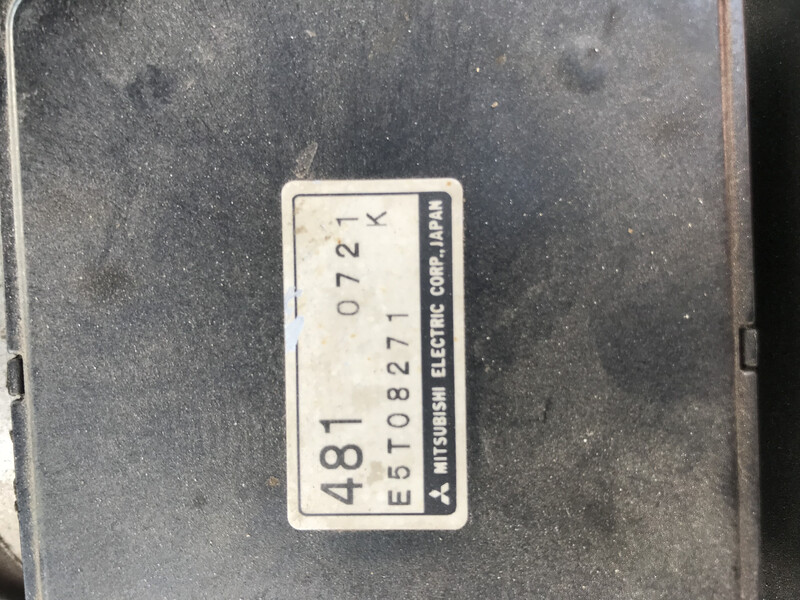 481 0721
E5T08271 K
MITSUBISHI ELECTRIC CORP., JAPAN